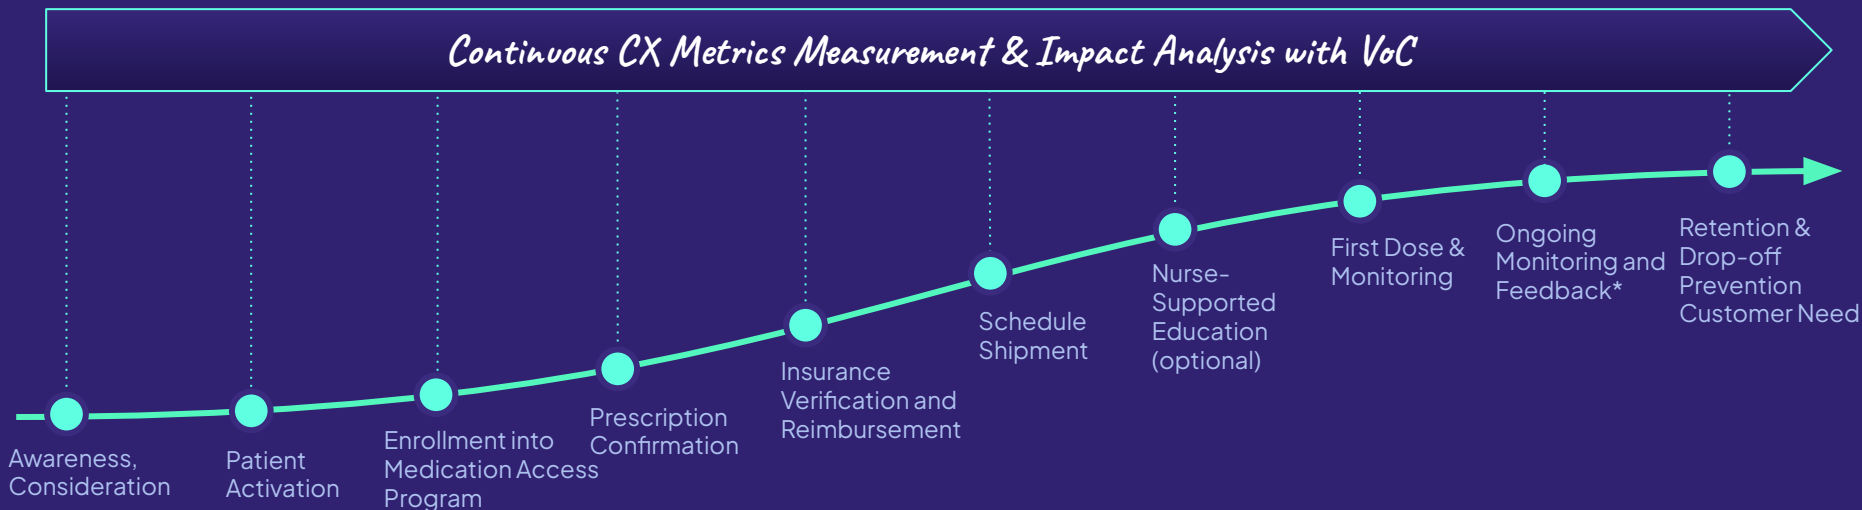 Continuous CX Metrics Measurement & Impact Analysis with VoC
Awareness,
Consideration
Patient
Activation
Enrollment into
Medication Access
Program
Prescription
Confirmation
Insurance
Verification and
Reimbursement
Schedule
Shipment
Nurse-
Supported
Education
(optional)
First Dose &
Monitoring
Ongoing
Monitoring and
Feedback*
Retention &
Drop-off
Prevention
Customer Need